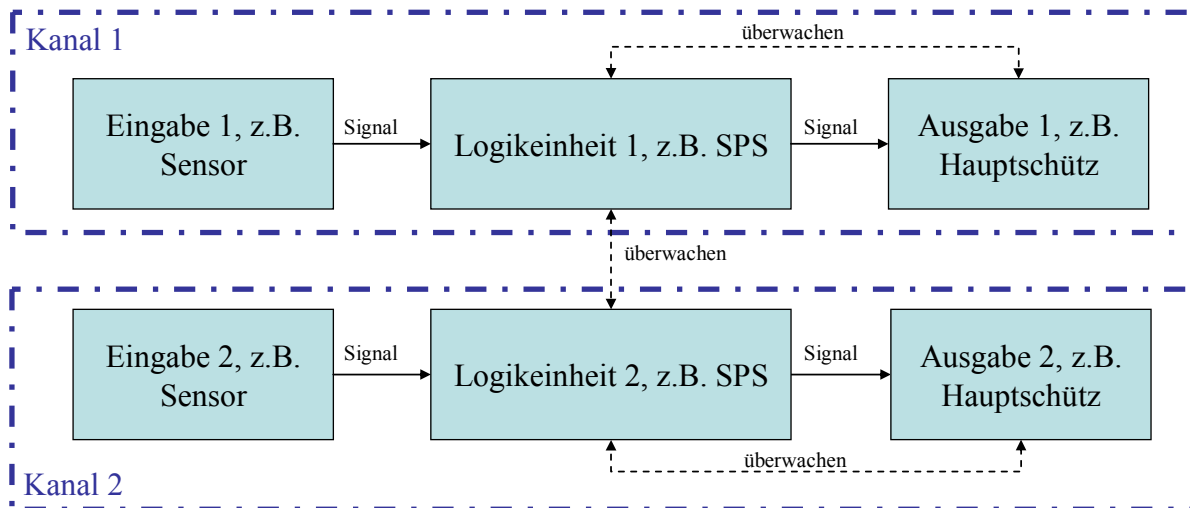 Kanal 1
überwachen
Eingabe 1, z.B.
Sensor
Signal
Logikeinheit 1, z.B. SPS
Signal
Ausgabe 1, z.B.
Hauptschütz
überwachen
Eingabe 2, z.B.
Sensor
Signal
Logikeinheit 2, z.B. SPS
Signal
Ausgabe 2, z.B.
Hauptschütz
überwachen
Kanal 2